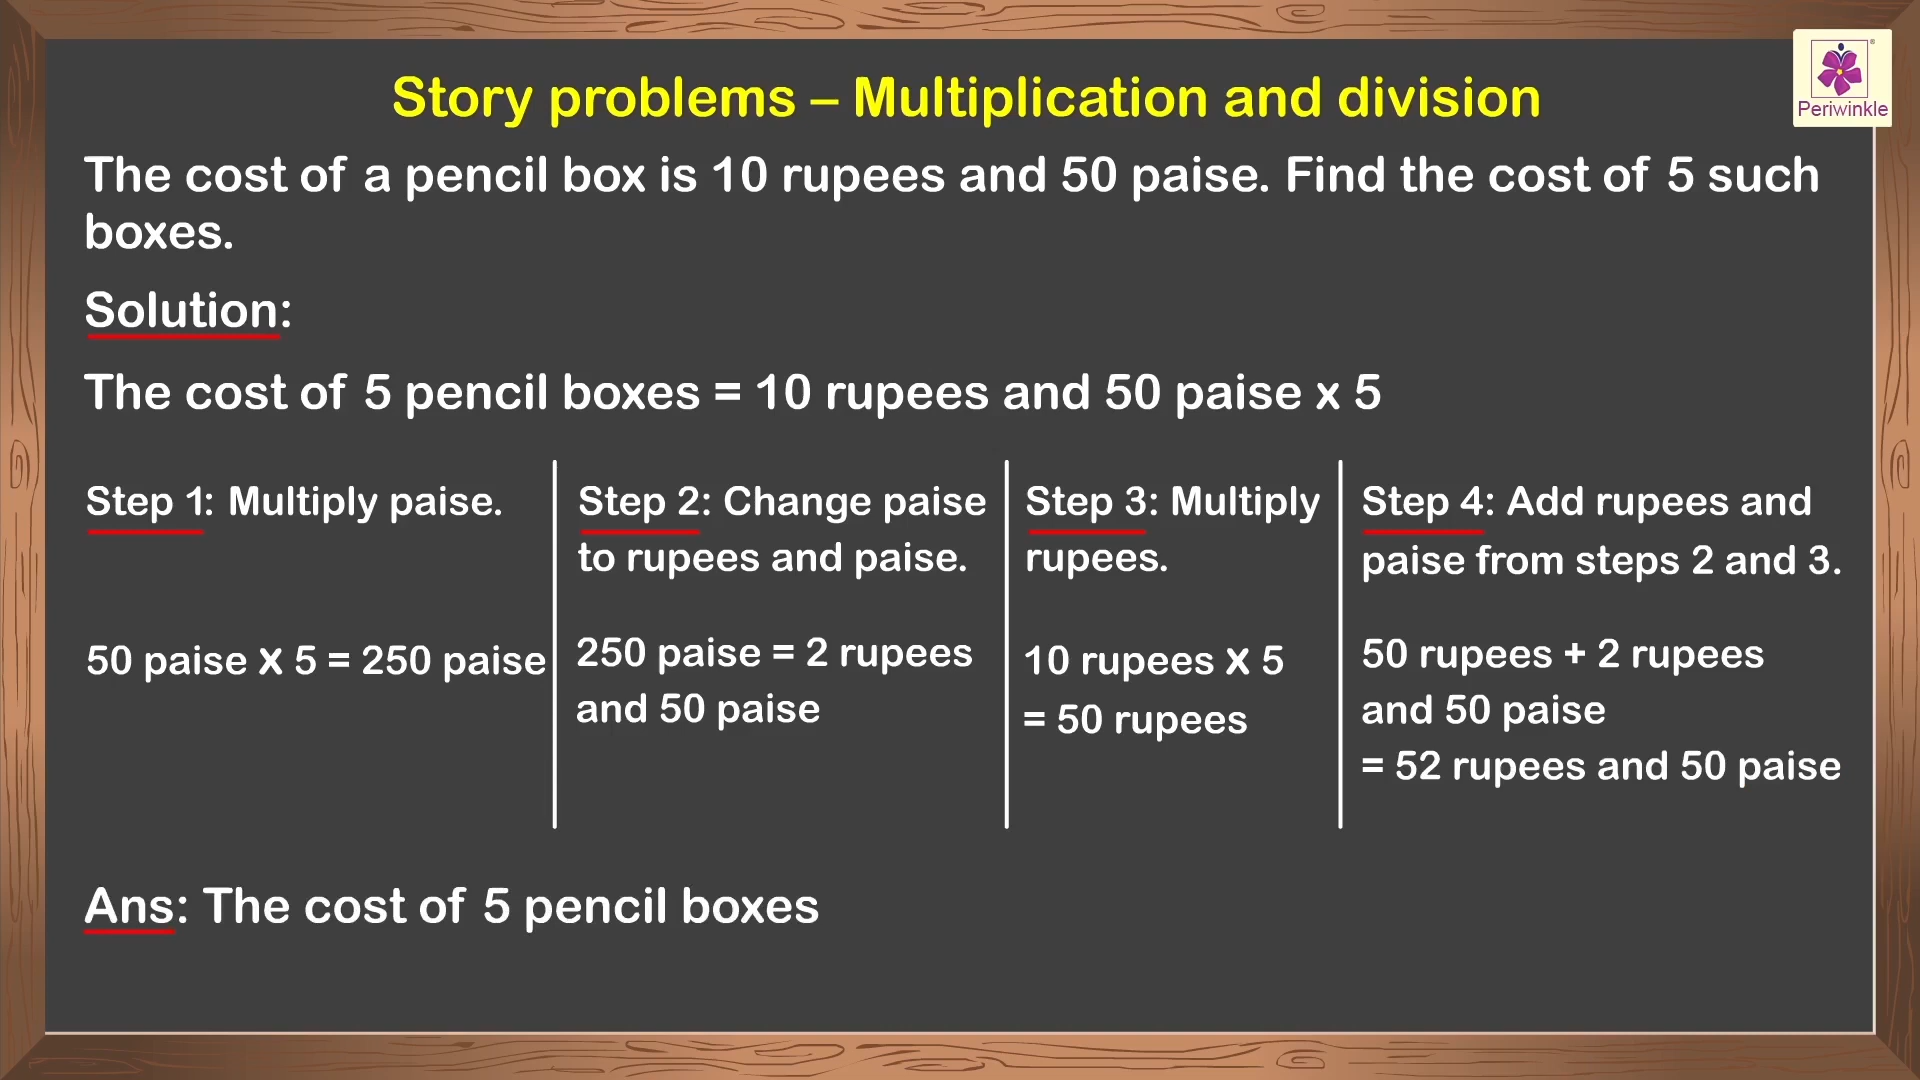 Story problems – Multiplication and division
Periwinkle
The cost of a pencil box is 10 rupees and 50 paise. Find the cost of 5 such
boxes.
Solution:
The cost of 5 pencil boxes = 10 rupees and 50 paise x 5
Step 1: Multiply paise.
50 paise x 5 = 250 paise
Step 2: Change paise
to rupees and paise.
250 paise = 2 rupees
and 50 paise
Step 3: Multiply
rupees.
10 rupees x 5
= 50 rupees
Step 4: Add rupees and
paise from steps 2 and 3.
50 rupees + 2 rupees
and 50 paise
= 52 rupees and 50 paise
Ans: The cost of 5 pencil boxes